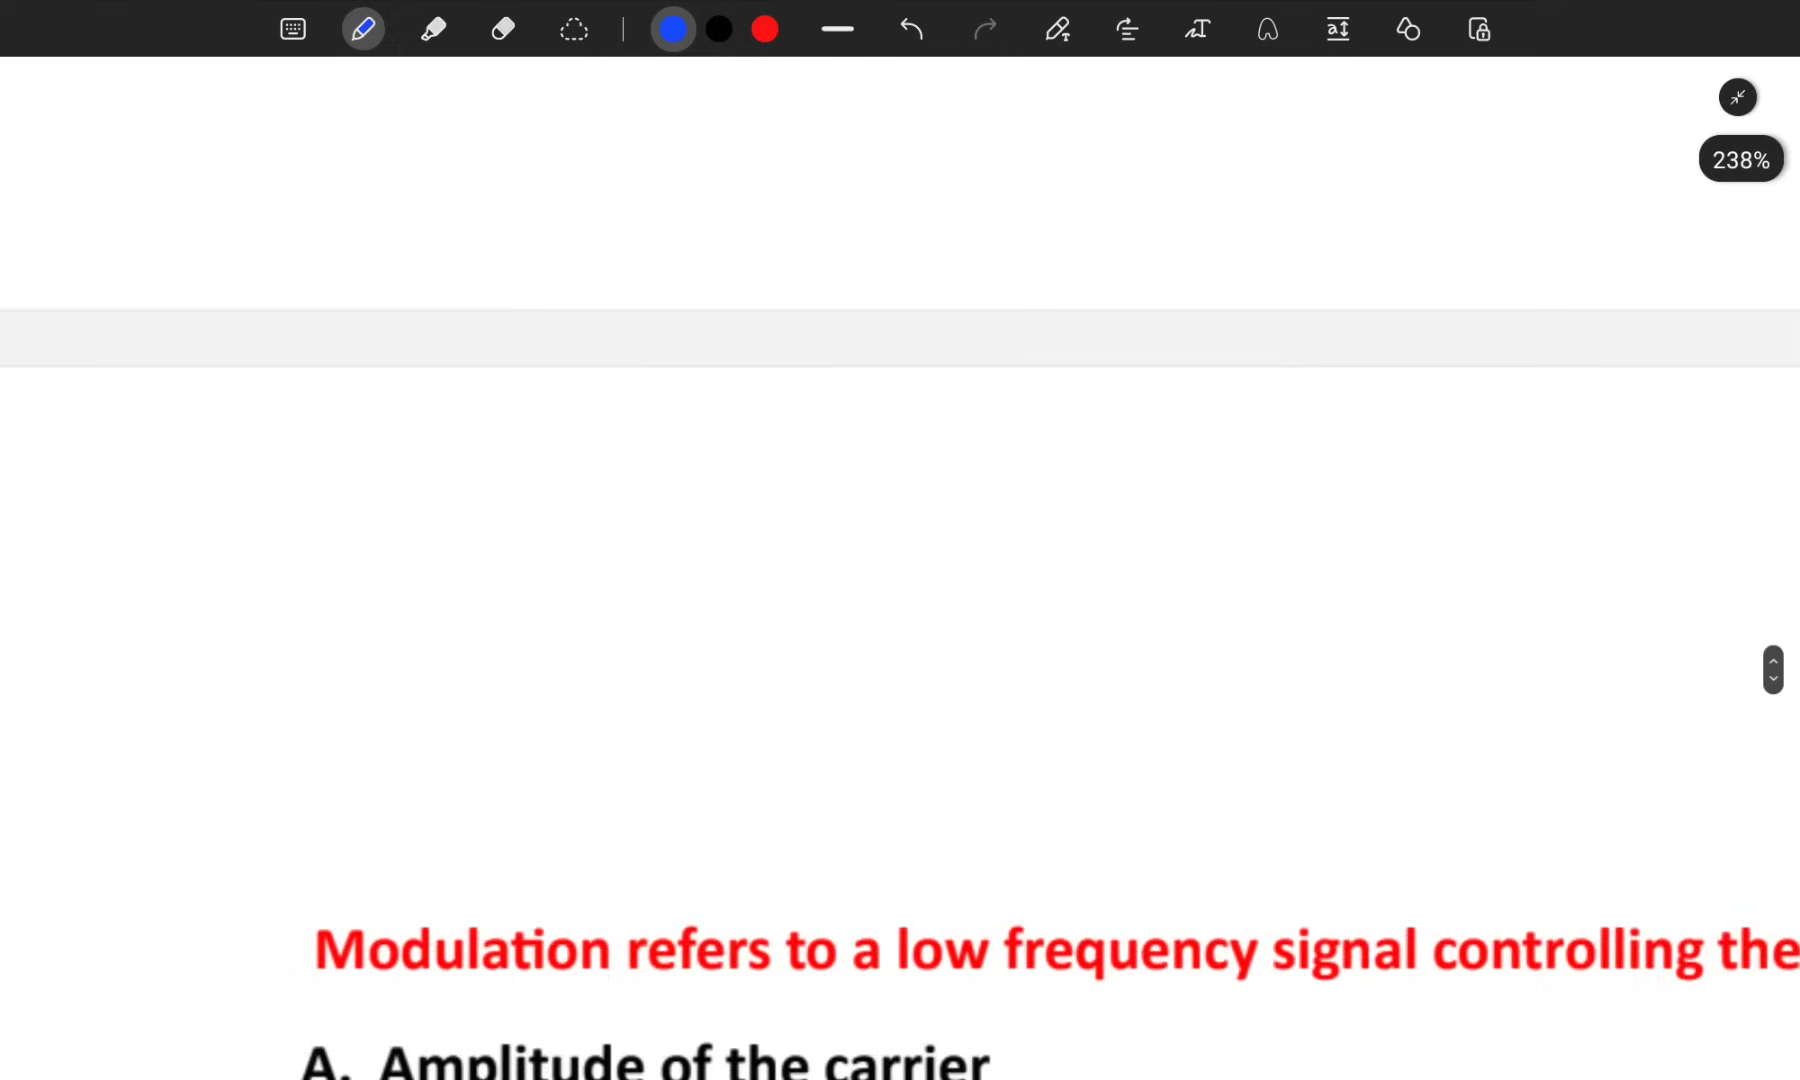 238%
Modulation refers to a low frequency signal controlling the
A. Amplitude of the carrier